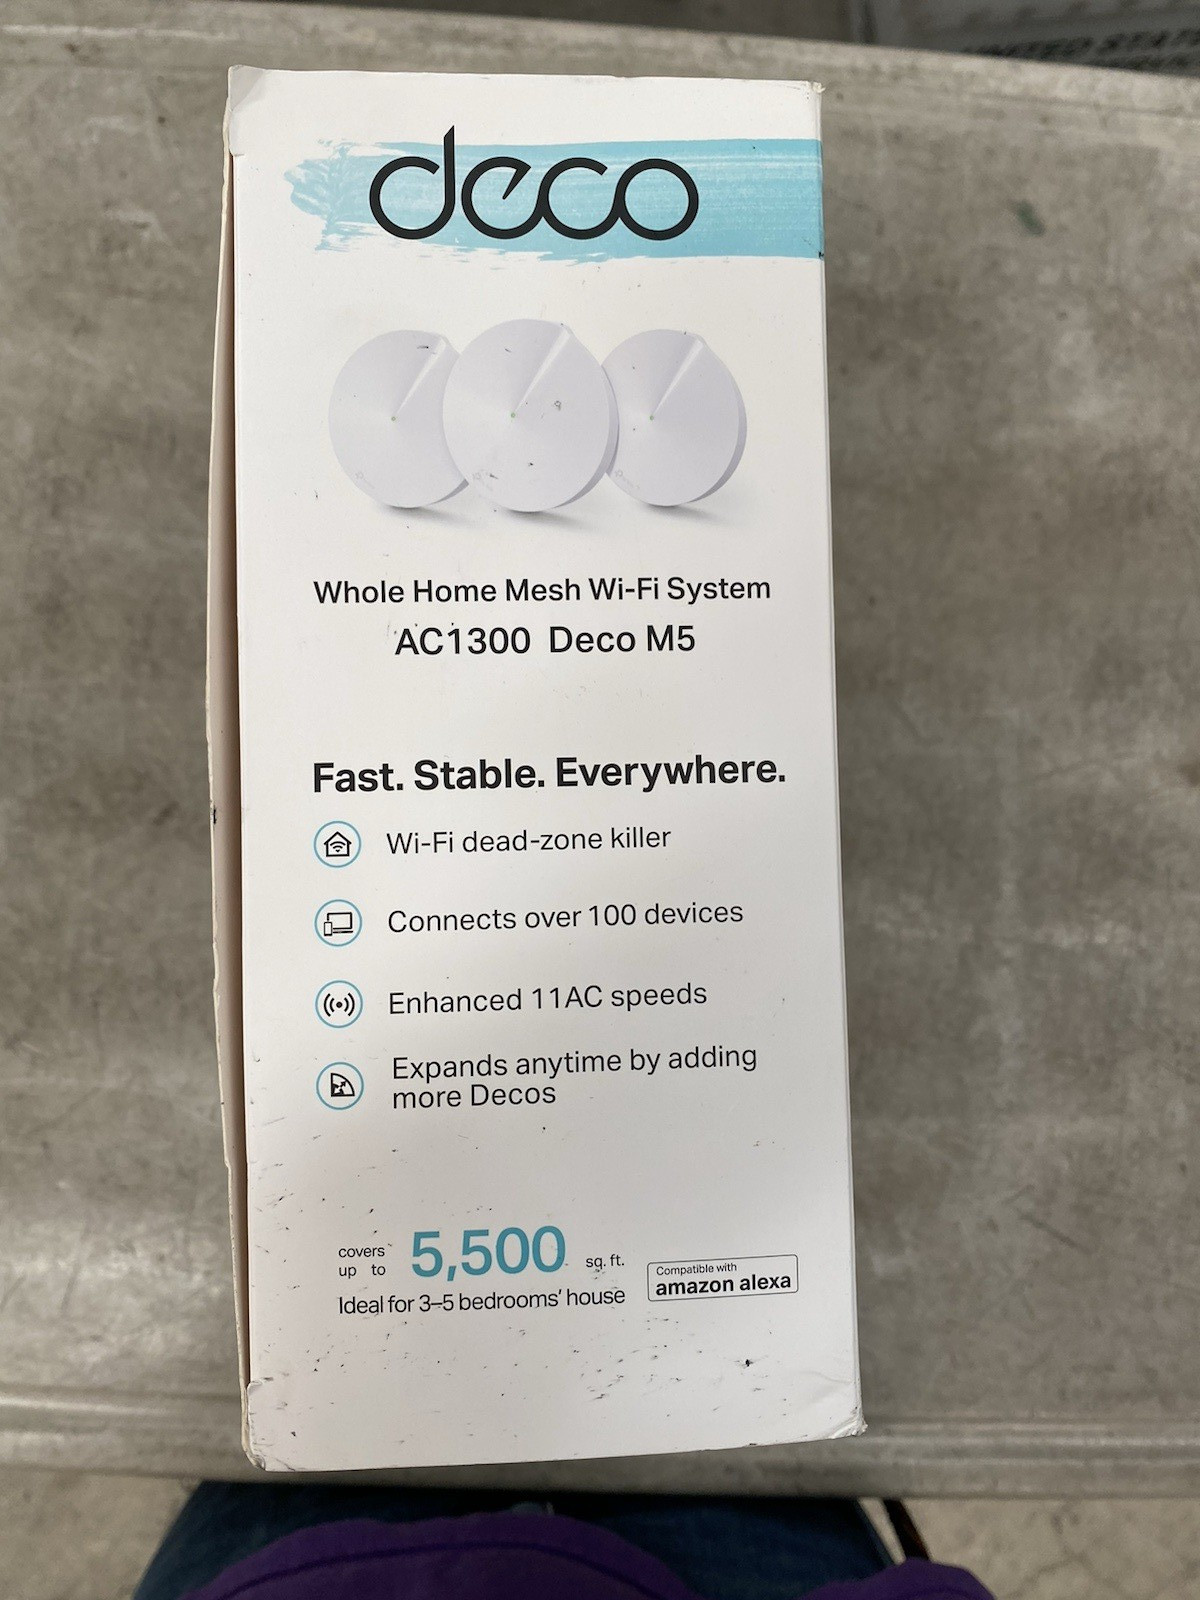 deco
Whole Home Mesh Wi-Fi System
AC1300 Deco M5
Fast. Stable. Everywhere.
Wi-Fi dead-zone killer
Connects over 100 devices
Enhanced 11AC speeds
Expands anytime by adding
more Decos
covers
up to
5,500
sq. ft.
Ideal for 3–5 bedrooms' house
Compatible with
amazon alexa